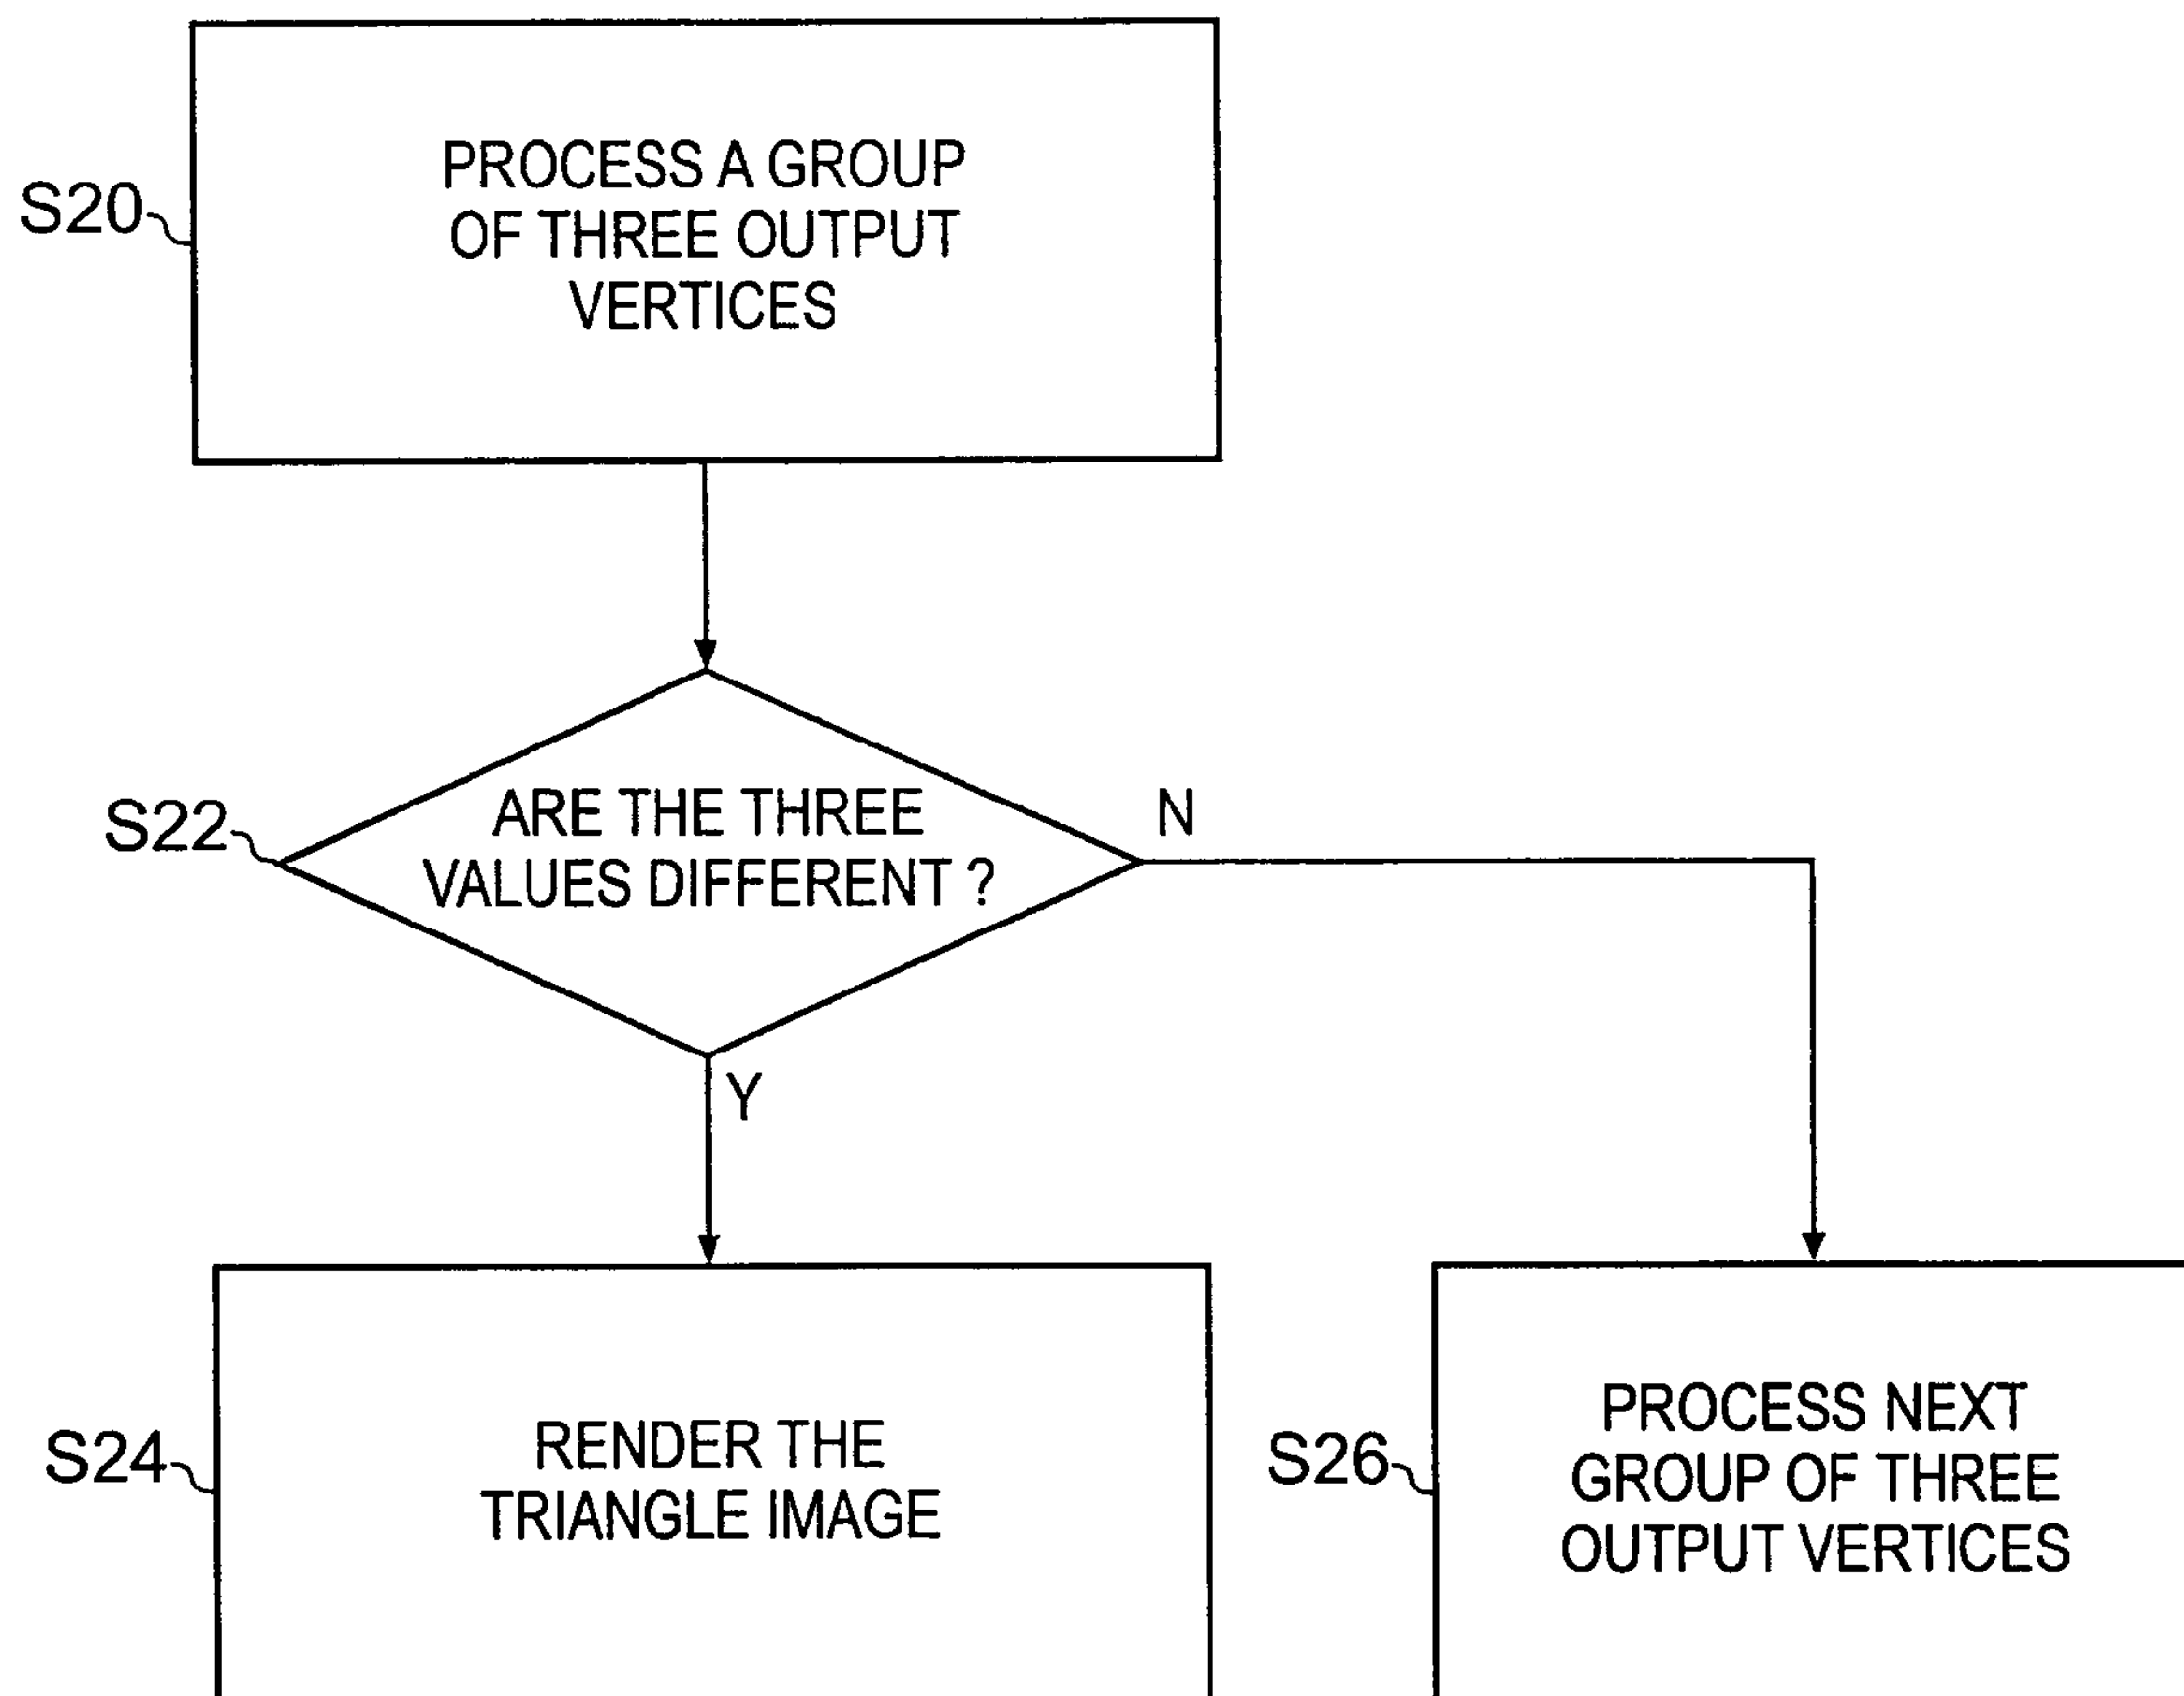 S20
PROCESS A GROUP
OF THREE OUTPUT
VERTICES
S22
ARE THE THREE
VALUES DIFFERENT ?
N
Y
S24
RENDER THE
TRIANGLE IMAGE
S26
PROCESS NEXT
GROUP OF THREE
OUTPUT VERTICES